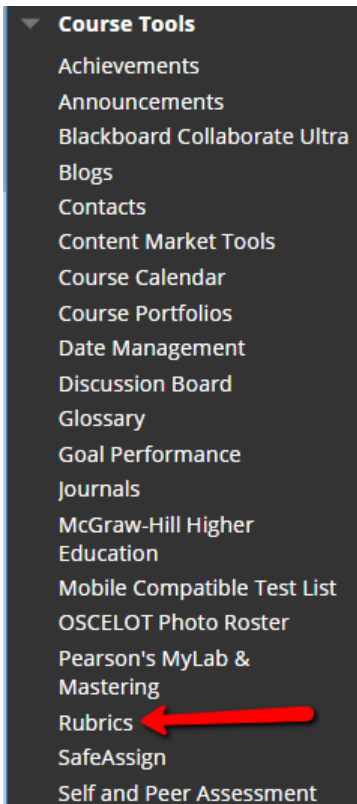 Course Tools
Achievements
Announcements
Blackboard Collaborate Ultra
Blogs
Contacts
Content Market Tools
Course Calendar
Course Portfolios
Date Management
Discussion Board
Glossary
Goal Performance
Journals
McGraw-Hill Higher
Education
Mobile Compatible Test List
OSCELOT Photo Roster
Pearson's MyLab &
Mastering
Rubrics
SafeAssign
Self and Peer Assessment